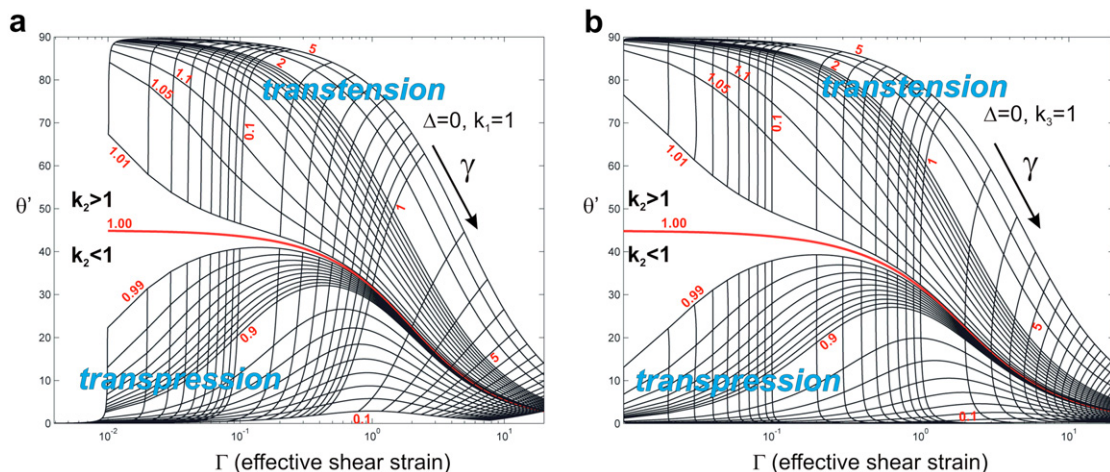 a
90
80
70
60
50
40
30
20
10
0
θ'
5
2
1.1
1.05
transtension
Δ=0, k₁=1
0.1
1.01
γ
k₂>1
1.00
k₂<1
1
0.99
0.9
5
transpression
0.1
10⁻²
10⁻¹
10⁰
10¹
Γ (effective shear strain)
b
90
80
70
60
50
40
30
20
10
0
θ'
5
2
1.1
1.05
transtension
Δ=0, k₃=1
0.1
1.01
1
γ
k₂>1
1.00
k₂<1
0.99
0.9
5
transpression
0.1
10⁻¹
10⁰
10¹
Γ (effective shear strain)